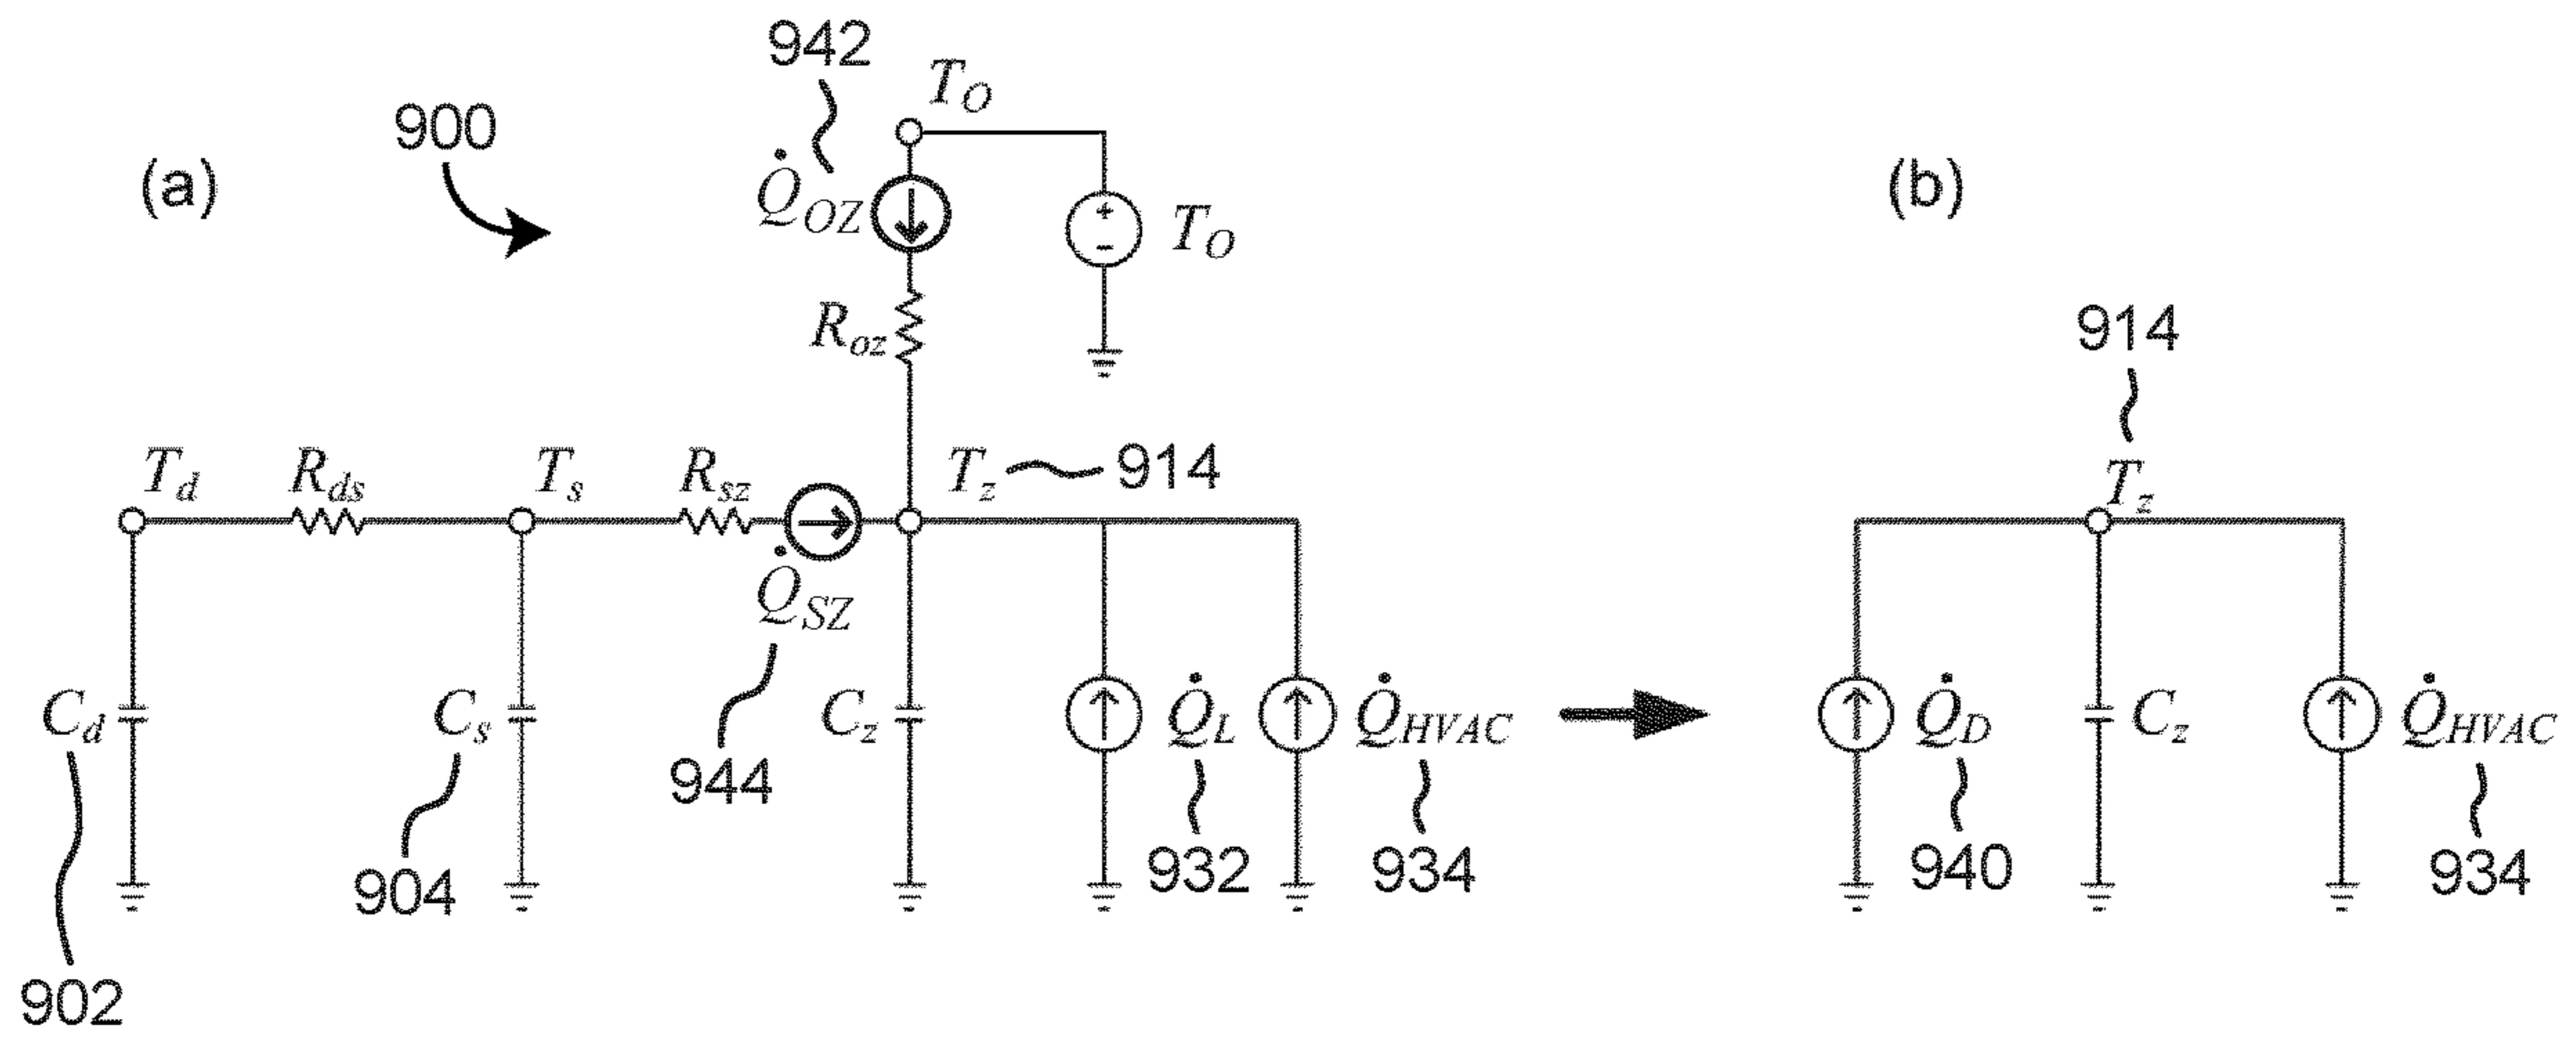 942
T_O
900
(a)
(b)
Q̇_OZ
+
-
T_O
R_oz
914
T_d
R_ds
T_s
R_sz
T_z
914
T_z
Q̇_SZ
C_d
C_s
944
C_z
Q̇_L
Q̇_HVAC
Q̇_D
C_z
Q̇_HVAC
902
904
932
934
940
934